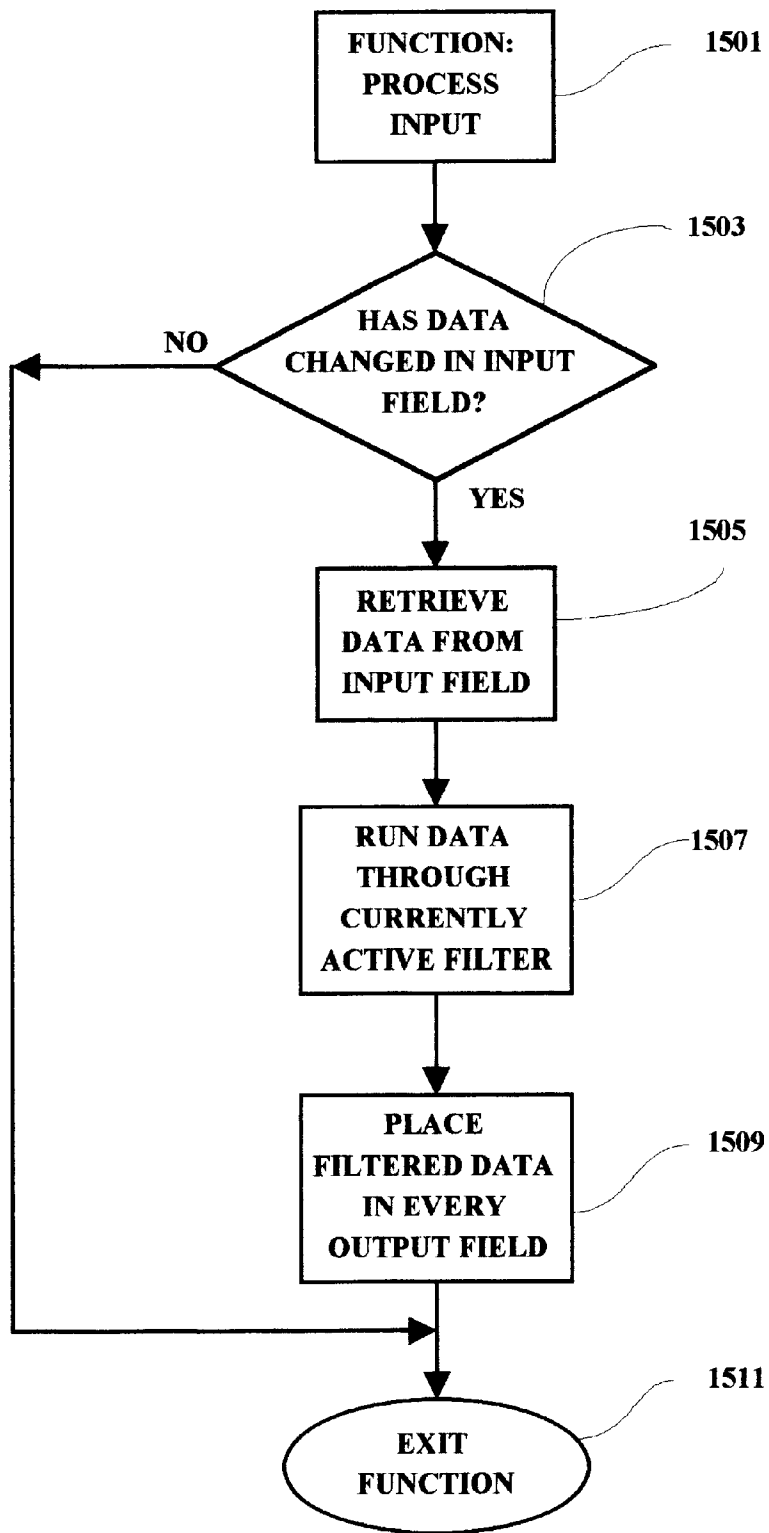 FUNCTION:
PROCESS
INPUT
1501
1503
HAS DATA
CHANGED IN INPUT
FIELD?
NO
YES
1505
RETRIEVE
DATA FROM
INPUT FIELD
RUN DATA
THROUGH
CURRENTLY
ACTIVE FILTER
1507
PLACE
FILTERED DATA
IN EVERY
OUTPUT FIELD
1509
1511
EXIT
FUNCTION